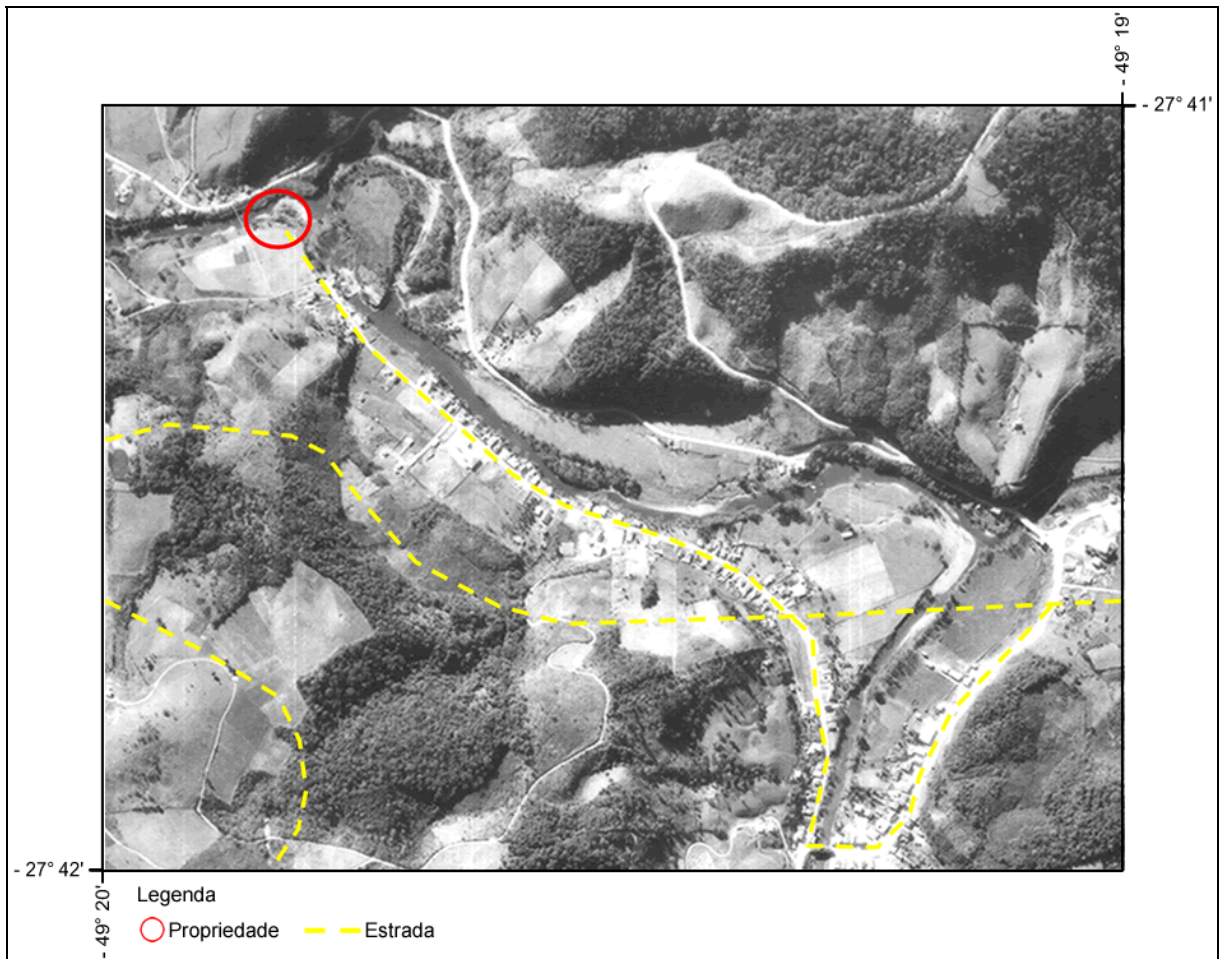 - 49° 19'
- 27° 41'
- 27° 42'
- 49° 20'
Legenda
Propriedade Estrada